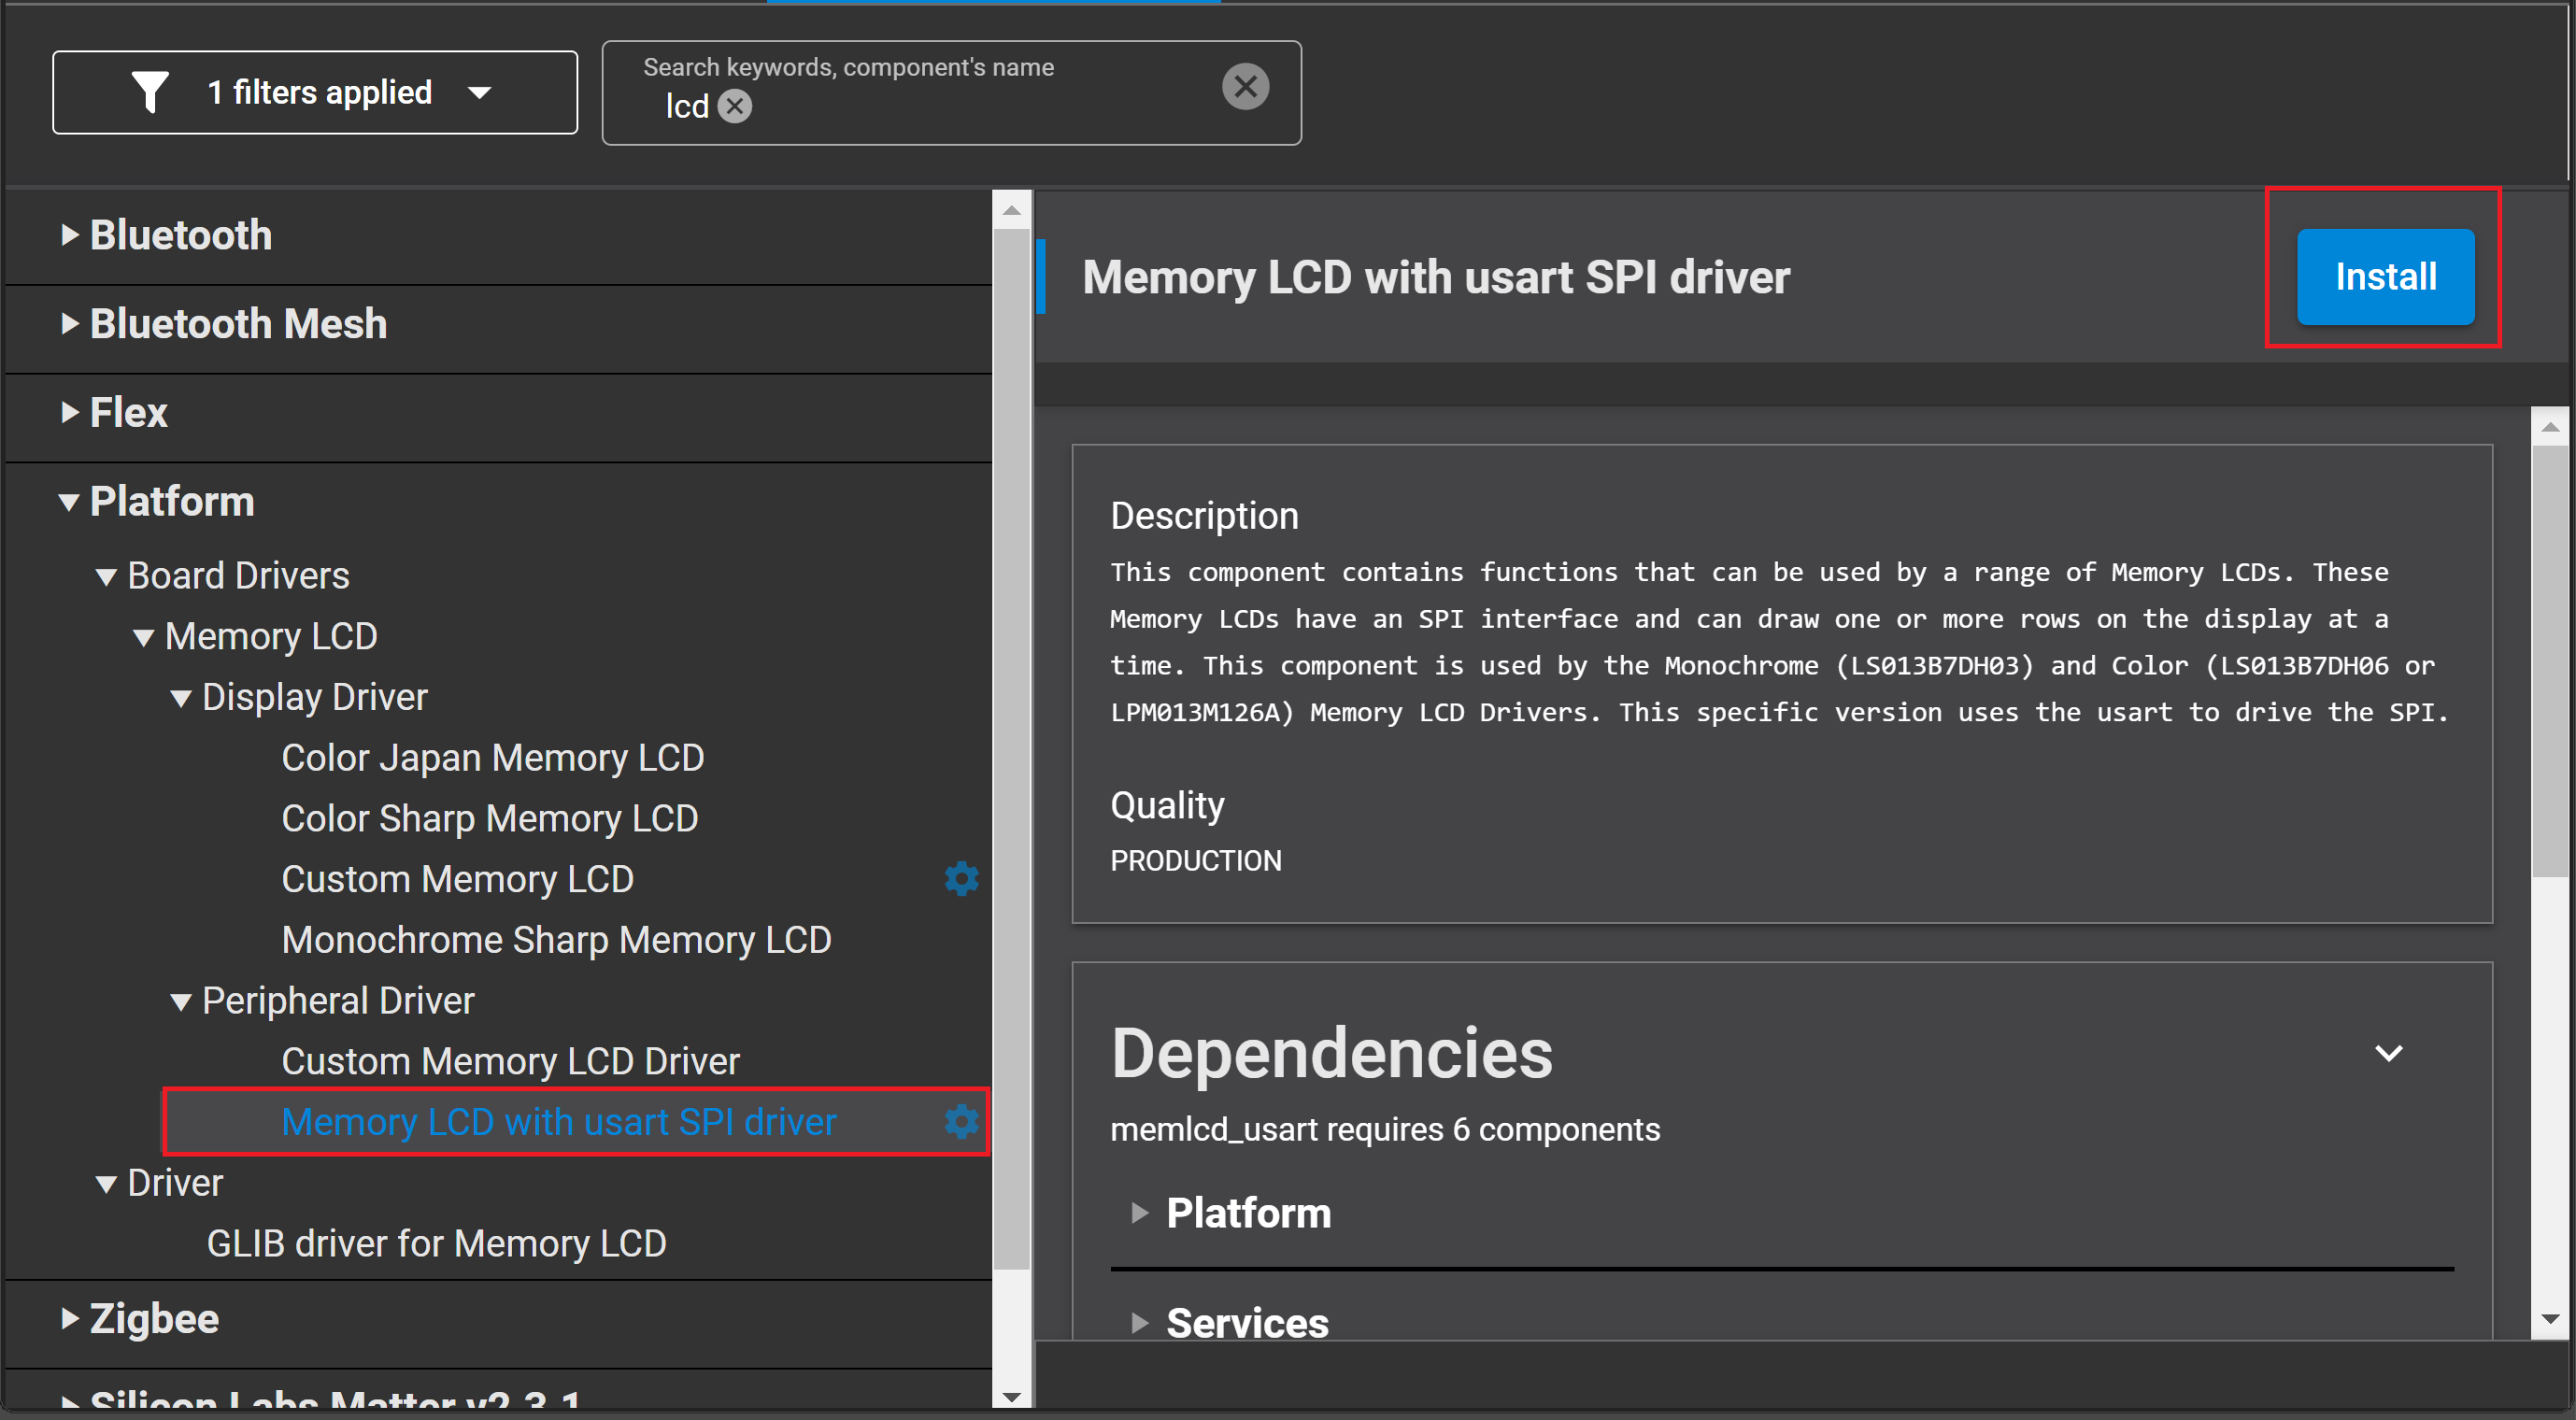 1 filters applied
Search keywords, component's name
lcd
Bluetooth
Bluetooth Mesh
Flex
Platform
Board Drivers
Memory LCD
Display Driver
Color Japan Memory LCD
Color Sharp Memory LCD
Custom Memory LCD
Monochrome Sharp Memory LCD
Peripheral Driver
Custom Memory LCD Driver
Memory LCD with usart SPI driver
Driver
GLIB driver for Memory LCD
Zigbee
Silicon Labs Matter v2.3.1
Memory LCD with usart SPI driver
Install
Description
This component contains functions that can be used by a range of Memory LCDs. These
Memory LCDs have an SPI interface and can draw one or more rows on the display at a
time. This component is used by the Monochrome (LS013B7DH03) and Color (LS013B7DH06 or
LPM013M126A) Memory LCD Drivers. This specific version uses the usart to drive the SPI.
Quality
PRODUCTION
Dependencies
memlcd_usart requires 6 components
Platform
Services